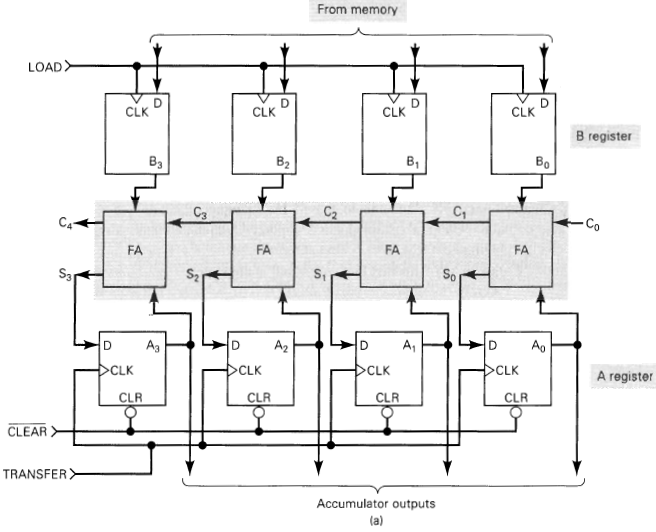 From memory
LOAD
D D D D
CLK CLK CLK CLK
B register
B3 B2 B1 B0
C4 C3 C2 C1 C0
FA FA FA FA
S3 S2 S1 S0
D A3 D A2 D A1 D A0
CLK CLK CLK CLK
A register
CLR CLR CLR CLR
CLEAR
TRANSFER
Accumulator outputs
(a)